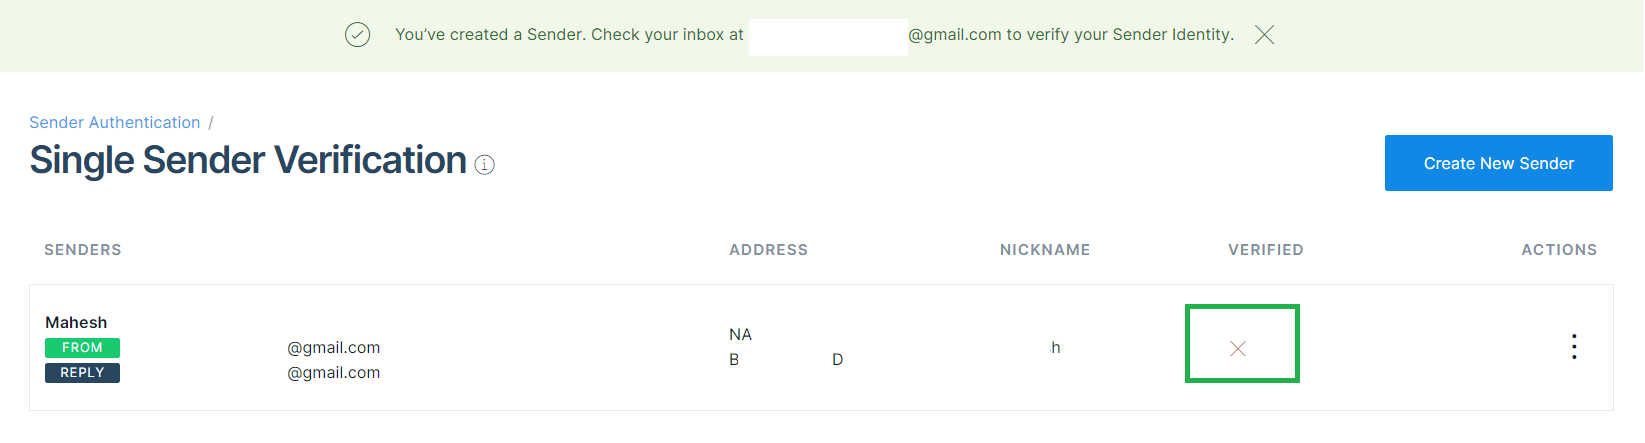 You've created a Sender. Check your inbox at @gmail.com to verify your Sender Identity.
Sender Authentication /
Single Sender Verification
Create New Sender
SENDERS ADDRESS NICKNAME VERIFIED ACTIONS
Mahesh
FROM @gmail.com
REPLY @gmail.com
NA
B D
h